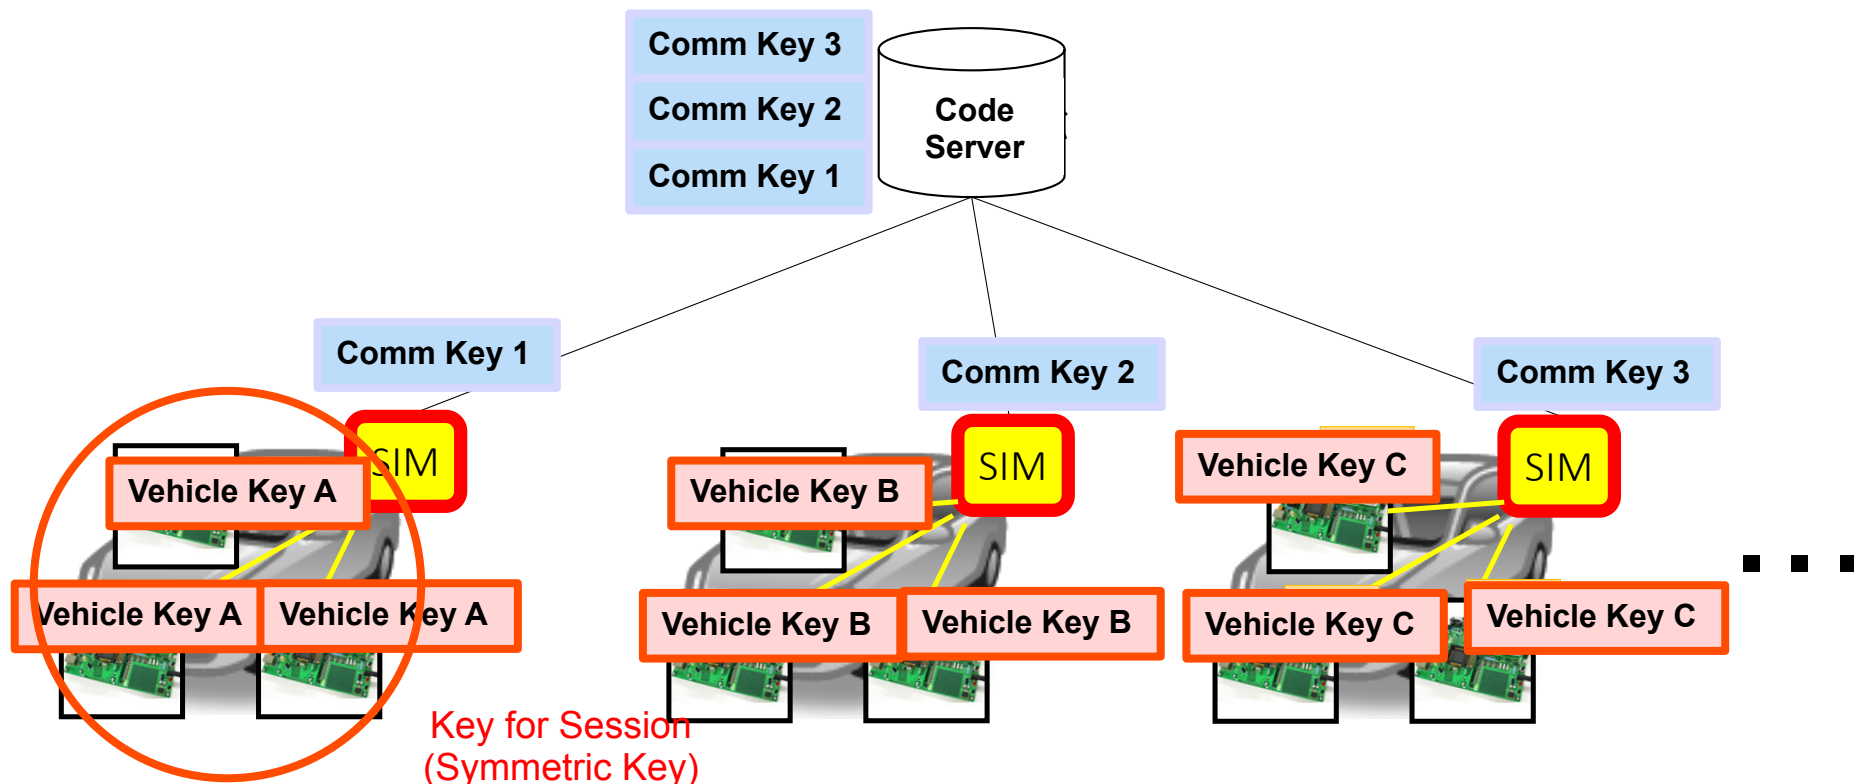 Comm Key 3
Comm Key 2
Comm Key 1
Code
Server
Comm Key 1
Comm Key 2
Comm Key 3
SIM
SIM
SIM
Vehicle Key A
Vehicle Key B
Vehicle Key C
Vehicle Key A
Vehicle Key A
Vehicle Key B
Vehicle Key B
Vehicle Key C
Vehicle Key C
Key for Session
(Symmetric Key)